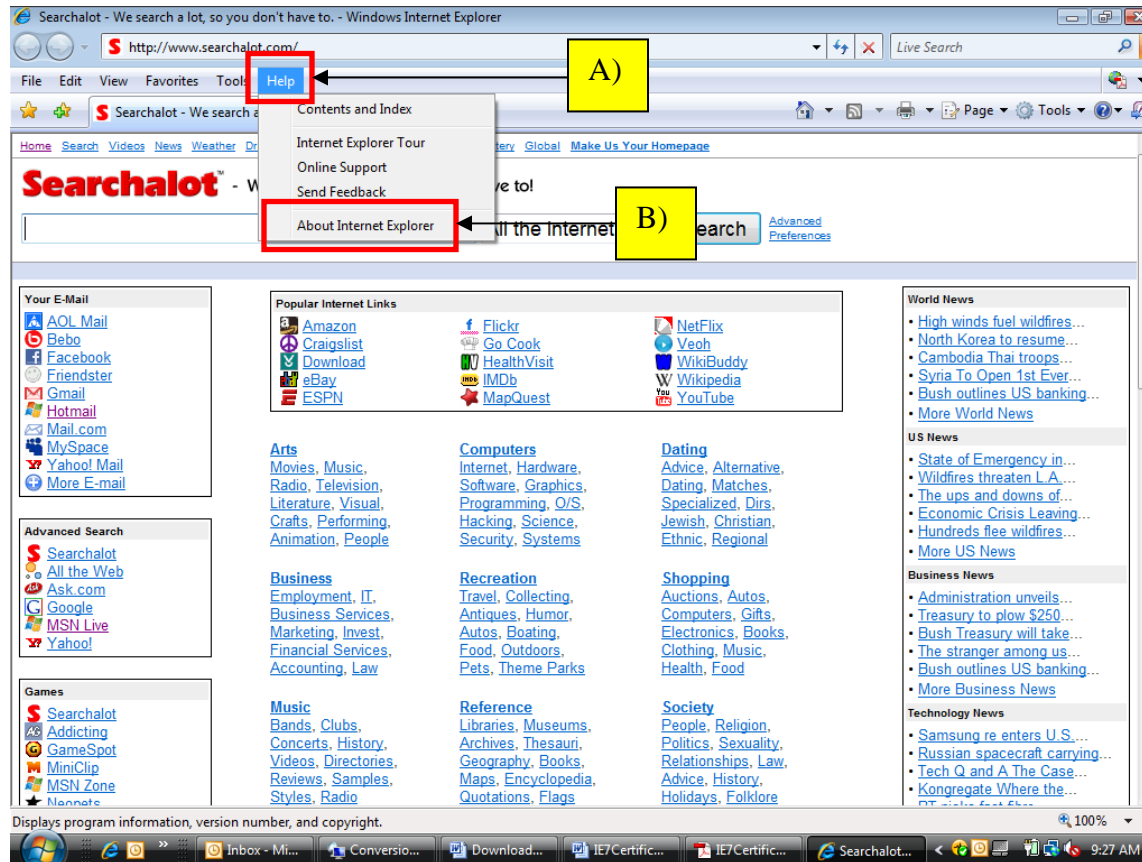 Searchalot - We search a lot, so you don't have to. - Windows Internet Explorer
http://www.searchalot.com/
Live Search
File Edit View Favorites Tools Help
A)
Searchalot - We search a
Page Tools
Contents and Index
Internet Explorer Tour
Online Support
Send Feedback
About Internet Explorer
B)
Home Search Videos News Weather Global Make Us Your Homepage
Searchalot - ve to!
All the Internet earch
Advanced
Preferences
Your E-Mail
AOL Mail
Bebo
Facebook
Friendster
Gmail
Hotmail
Mail.com
MySpace
Yahoo! Mail
More E-mail
Advanced Search
Searchalot
All the Web
Ask.com
Google
MSN Live
Yahoo!
Games
Searchalot
Addicting
GameSpot
MiniClip
MSN Zone
Neopets
Popular Internet Links
Amazon
Craigslist
Download
eBay
ESPN
Flickr
Go Cook
HealthVisit
IMDb
MapQuest
NetFlix
Veoh
WikiBuddy
Wikipedia
YouTube
Arts
Movies, Music,
Radio, Television,
Literature, Visual,
Crafts, Performing,
Animation, People
Computers
Internet, Hardware,
Software, Graphics,
Programming, O/S,
Hacking, Science,
Security, Systems
Dating
Advice, Alternative,
Dating, Matches,
Specialized, Dirs,
Jewish, Christian,
Ethnic, Regional
Business
Employment, IT,
Business Services,
Marketing, Invest,
Financial Services,
Accounting, Law
Recreation
Travel, Collecting,
Antiques, Humor,
Autos, Boating,
Food, Outdoors,
Pets, Theme Parks
Shopping
Auctions, Autos,
Computers, Gifts,
Electronics, Books,
Clothing, Music,
Health, Food
Music
Bands, Clubs,
Concerts, History,
Videos, Directories,
Reviews, Samples,
Styles, Radio
Reference
Libraries, Museums,
Archives, Thesauri,
Geography, Books,
Maps, Encyclopedia,
Quotations, Flags
Society
People, Religion,
Politics, Sexuality,
Relationships, Law,
Advice, History,
Holidays, Folklore
World News
High winds fuel wildfires...
North Korea to resume...
Cambodia Thai troops...
Syria To Open 1st Ever...
Bush outlines US banking...
More World News
US News
State of Emergency in...
Wildfires threaten L.A....
The ups and downs of...
Economic Crisis Leaving...
Hundreds flee wildfires...
More US News
Business News
Administration unveils...
Treasury to plow $250...
Bush Treasury will take...
The stranger among us...
Bush outlines US banking...
More Business News
Technology News
Samsung re enters U.S....
Russian spacecraft carrying...
Tech Q and A The Case...
Kongregate Where the...
Displays program information, version number, and copyright.
100%
Inbox - Mi... Conversio... Download... IE7Certific... IE7Certific... Searchalot... 9:27 AM